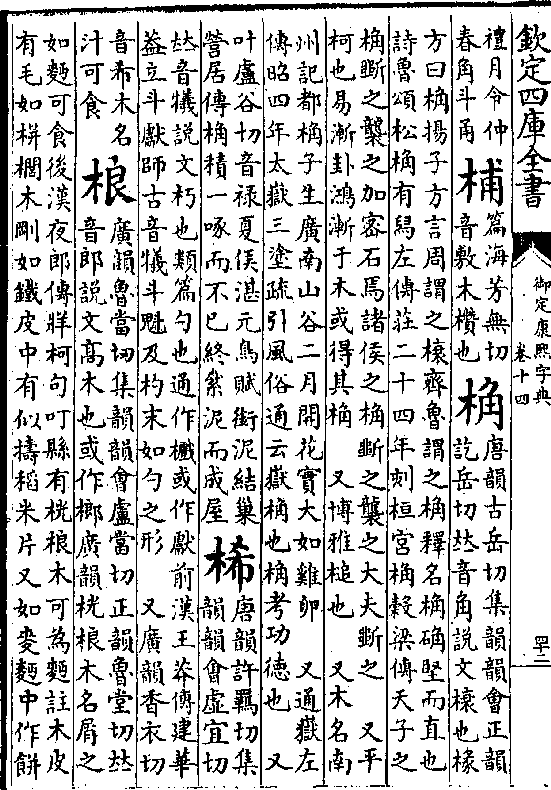 欽定四庫全書
御定康熙字典
卷十四
四十二
禮月令仲
春角斗甬
椨
篇海芳無切
音敷木欑也
桷
唐韻古岳切集韻韻會正韻
訖岳切𠀤音角說文榱也椽
方曰桷揚子方言周謂之榱齊魯謂之桷釋名桷确堅而直也
詩魯頌松桷有舄左傳莊二十四年刻桓宮桷穀梁傳天子之
桷斲之礱之加密石焉諸侯之桷斲之礱之大夫斲之　又平
柯也易漸卦鴻漸于木或得其桷　又博雅槌也　又木名南
州記都桷子生廣南山谷二月開花實大如雞卵　又通嶽左
傳昭四年太嶽三塗疏引風俗通云嶽桷也桷考功德也　又
叶盧谷切音祿夏侯湛元鳥賦銜泥結巢
營居傳桷積一啄而不已終紫泥而成屋
桸
唐韻許羈切集
韻韻會虛宜切
𠀤音犧說文朽也類篇勺也通作㰕或作獻前漢王莽傳建華
葢立斗獻師古音犧斗魁及杓末如勺之形　又廣韻香衣切
音希木名
汁可食
桹
廣韻魯當切集韻韻會盧當切正韻魯堂切𠀤
音郎說文高木也或作榔廣韻桄桹木名屑之
如麪可食後漢夜郎傳牂柯句町縣有桄桹木可為麪註木皮
有毛如栟櫚木剛如鐵皮中有似擣稻米片又如麥麪中作餅